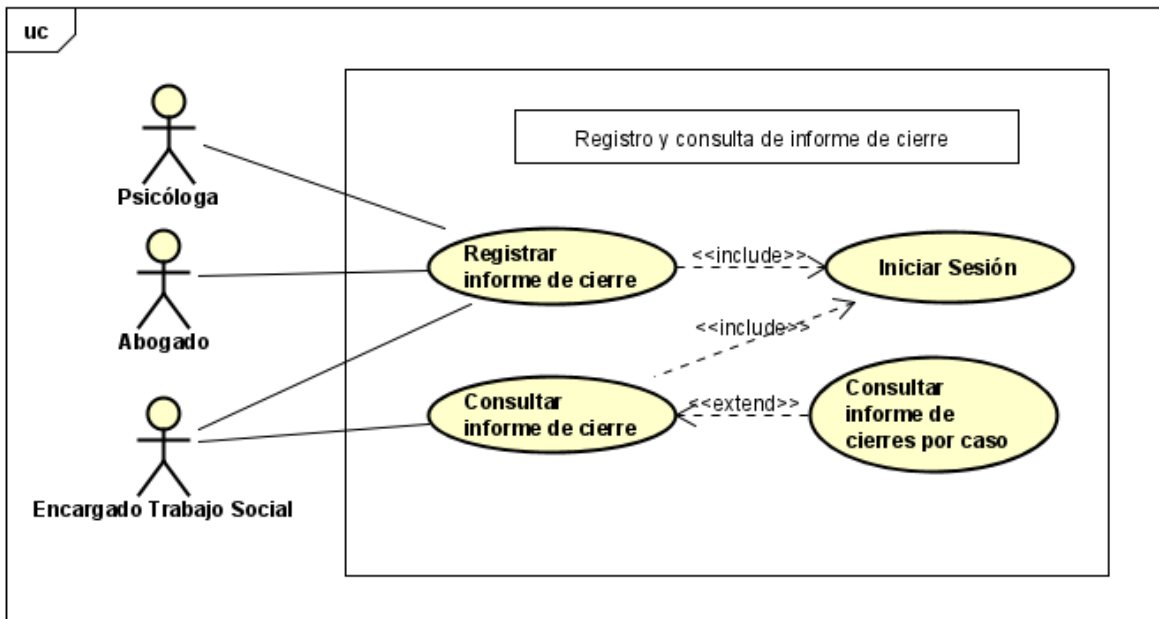 uc
Registro y consulta de informe de cierre
Psicóloga
Registrar
informe de cierre
<<include>>
Iniciar Sesión
Abogado
<<include>>
Consultar
informe de cierre
<<extend>>
Consultar
informe de
cierres por caso
Encargado Trabajo Social